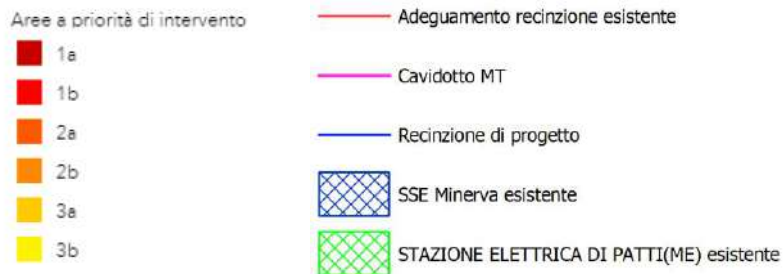 Aree a priorità di intervento
1a
1b
2a
2b
3a
3b
Adeguamento recinzione esistente
Cavidotto MT
Recinzione di progetto
SSE Minerva esistente
STAZIONE ELETTRICA DI PATTI(ME) esistente